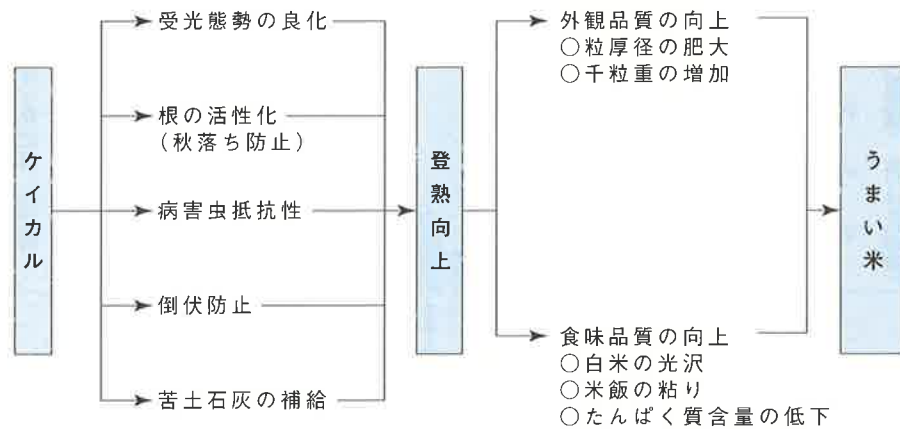 ケイカル
受光態勢の良化
根の活性化
(秋落ち防止)
病害虫抵抗性
倒伏防止
苦土石灰の補給
登熟向上
外観品質の向上
○粒厚径の肥大
○千粒重の増加
食味品質の向上
○白米の光沢
○米飯の粘り
○たんぱく質含量の低下
うまい米